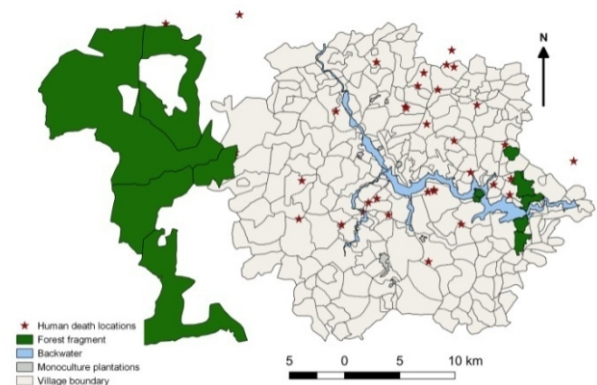 N
Human death locations
Forest fragment
Backwater
Monoculture plantations
Village boundary
5 0 5 10 km